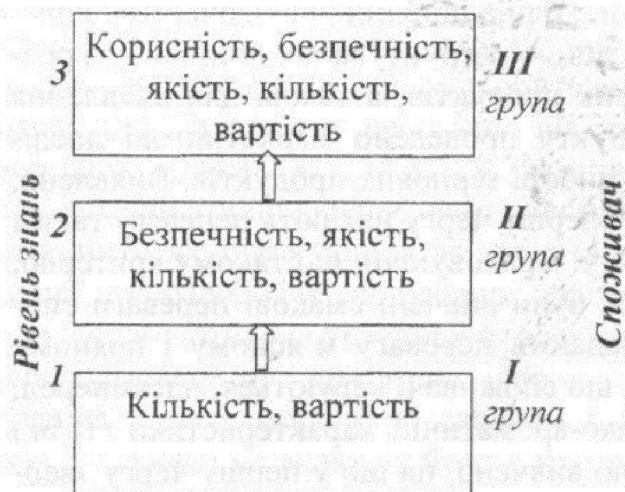 3
Корисність, безпечність,
якість, кількість,
вартість
III
група
2
Безпечність, якість,
кількість, вартість
II
група
1
Кількість, вартість
I
група
Рівень знань
Споживач